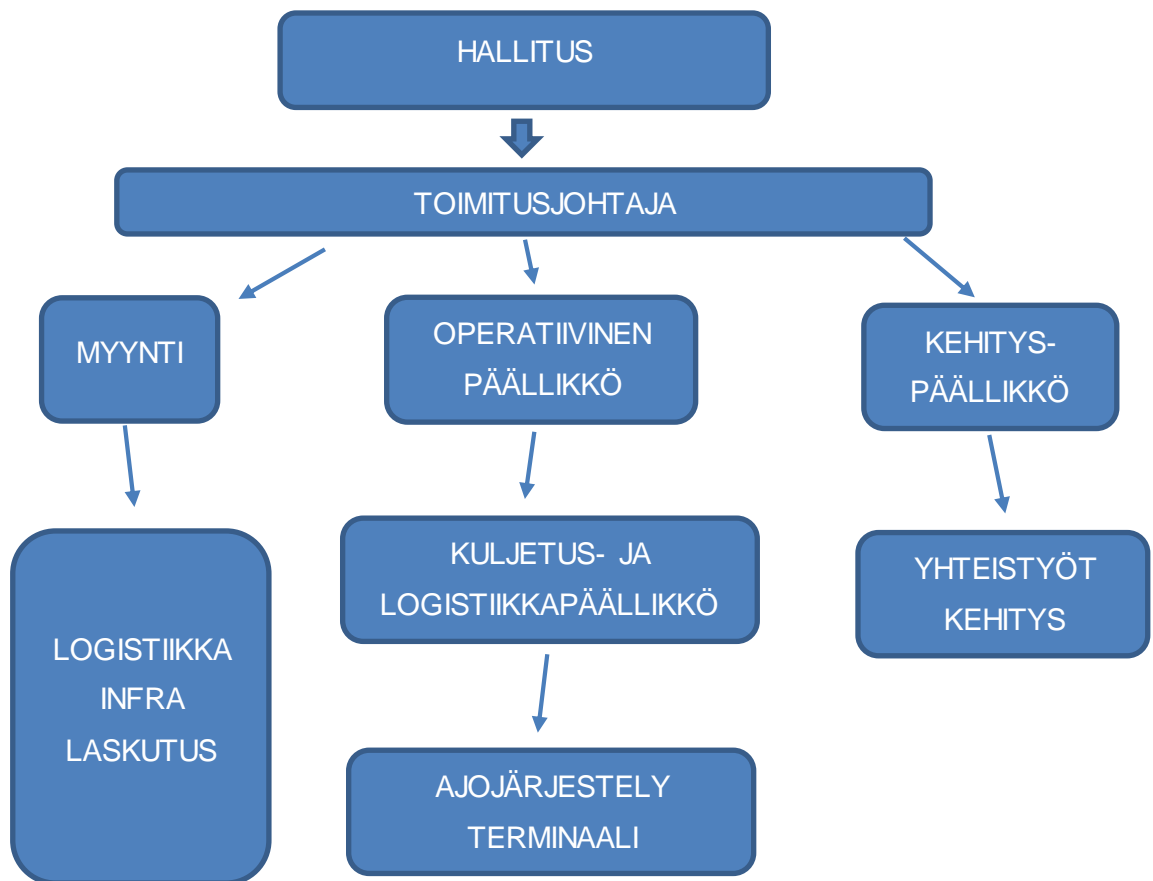 HALLITUS
TOIMITUSJOHTAJA
MYYNTI
OPERATIIVINEN
PÄÄLLIKKÖ
KEHITYS-
PÄÄLLIKKÖ
LOGISTIIKKA
INFRA
LASKUTUS
KULJETUS- JA
LOGISTIIKKAPÄÄLLIKKÖ
YHTEISTYÖT
KEHITYS
AJOJÄRJESTELY
TERMINAALI